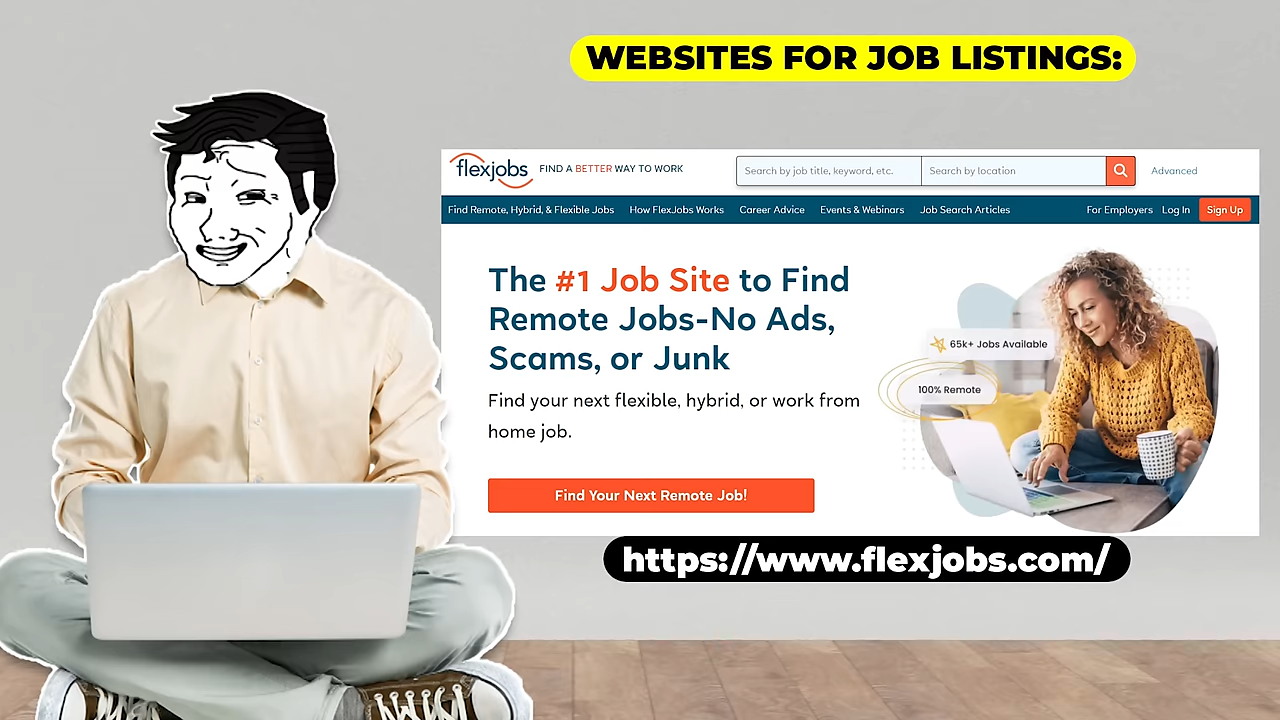 WEBSITES FOR JOB LISTINGS:
flexjobs FIND A BETTER WAY TO WORK
Search by job title, keyword, etc. Search by location Advanced
Find Remote, Hybrid, & Flexible Jobs How FlexJobs Works Career Advice Events & Webinars Job Search Articles For Employers Log In Sign Up
The #1 Job Site to Find
Remote Jobs-No Ads,
Scams, or Junk
65k+ Jobs Available
100% Remote
Find your next flexible, hybrid, or work from
home job.
Find Your Next Remote Job!
https://www.flexjobs.com/